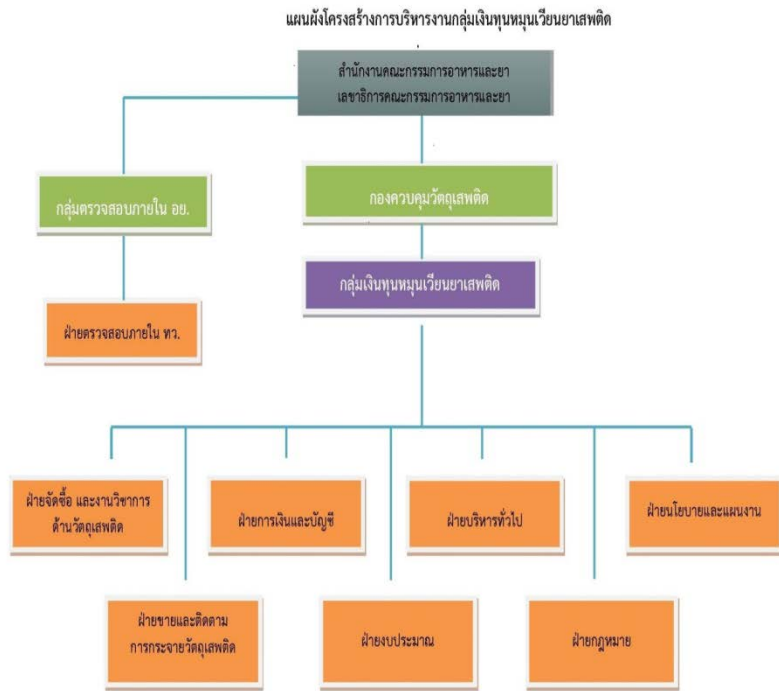 แผนผังโครงสร้างการบริหารงานกลุ่มเงินทุนหมุนเวียนยาเสพติด
สำนักงานคณะกรรมการอาหารและยา
เลขาธิการคณะกรรมการอาหารและยา
กลุ่มตรวจสอบภายใน อย.
กองควบคุมวัตถุเสพติด
กลุ่มเงินทุนหมุนเวียนยาเสพติด
ฝ่ายตรวจสอบภายใน ทว.
ฝ่ายจัดซื้อ และงานวิชาการ
ด้านวัตถุเสพติด
ฝ่ายการเงินและบัญชี
ฝ่ายบริหารทั่วไป
ฝ่ายนโยบายและแผนงาน
ฝ่ายขายและติดตาม
การกระจายวัตถุเสพติด
ฝ่ายงบประมาณ
ฝ่ายกฎหมาย